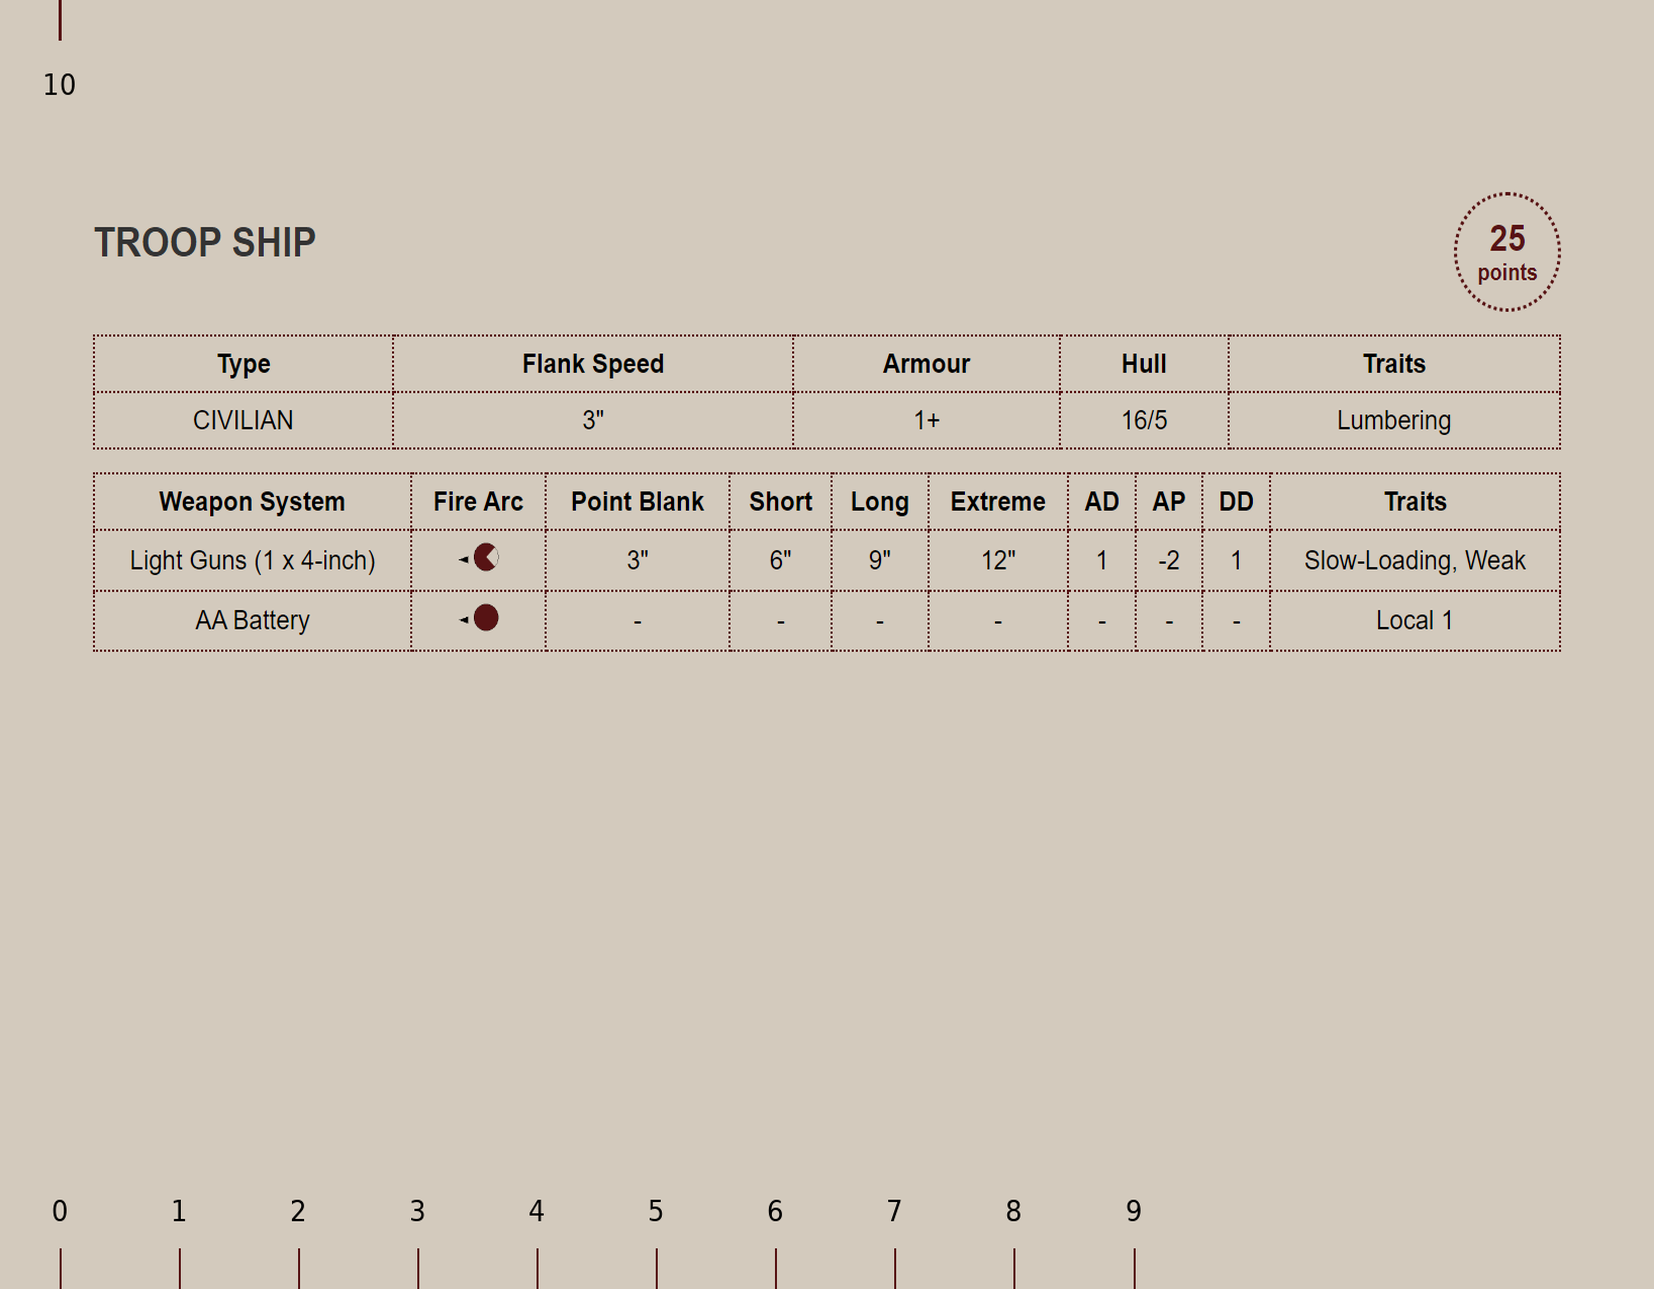 10
TROOP SHIP
25
points
Type Flank Speed Armour Hull Traits
CIVILIAN 3" 1+ 16/5 Lumbering
Weapon System Fire Arc Point Blank Short Long Extreme AD AP DD Traits
Light Guns (1 x 4-inch) 3" 6" 9" 12" 1 -2 1 Slow-Loading, Weak
AA Battery - - - - - - - Local 1
0 1 2 3 4 5 6 7 8 9